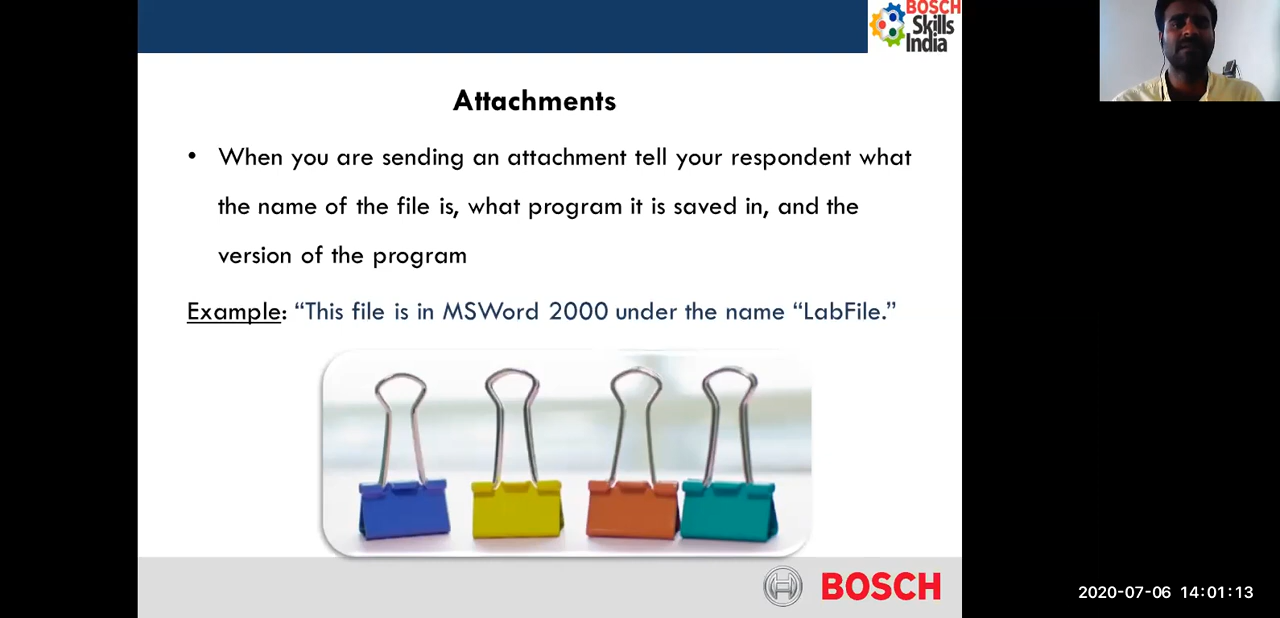 BOSCH
Skills
India
Attachments
• When you are sending an attachment tell your respondent what
the name of the file is, what program it is saved in, and the
version of the program
Example: “This file is in MSWord 2000 under the name “LabFile.”
BOSCH
2020-07-06 14:01:13